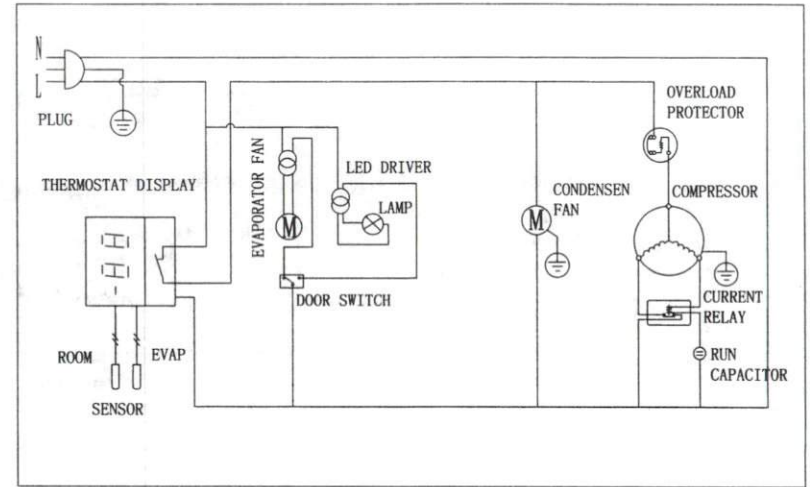 N
L
PLUG
THERMOSTAT DISPLAY
EVAPORATOR FAN
M
LED DRIVER
LAMP
DOOR SWITCH
CONDENSEN
FAN
M
OVERLOAD
PROTECTOR
COMPRESSOR
CURRENT
RELAY
RUN
CAPACITOR
ROOM
EVAP
SENSOR